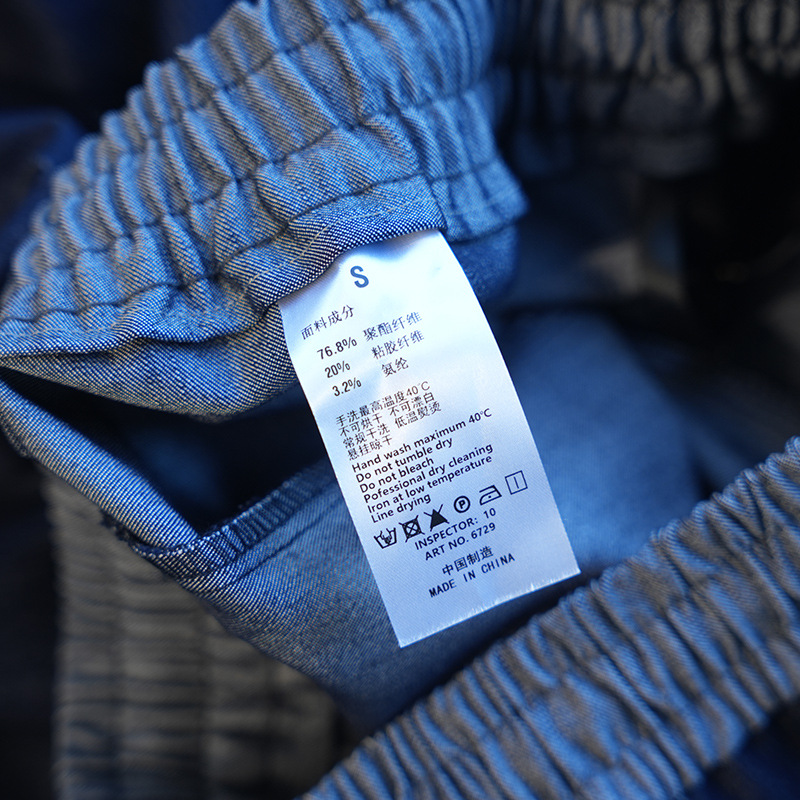 S
面料成分
76.8% 聚酯纤维
20% 粘胶纤维
3.2% 氨纶
手洗最高温度40℃
不可烘干 不可漂白
常规干洗 低温熨烫
悬挂晾干
Hand wash maximum 40℃
Do not tumble dry
Do not bleach
Pofessional dry cleaning
Iron at low temperature
Line drying
P
INSPECTOR: 10
ART NO. 6729
中国制造
MADE IN CHINA